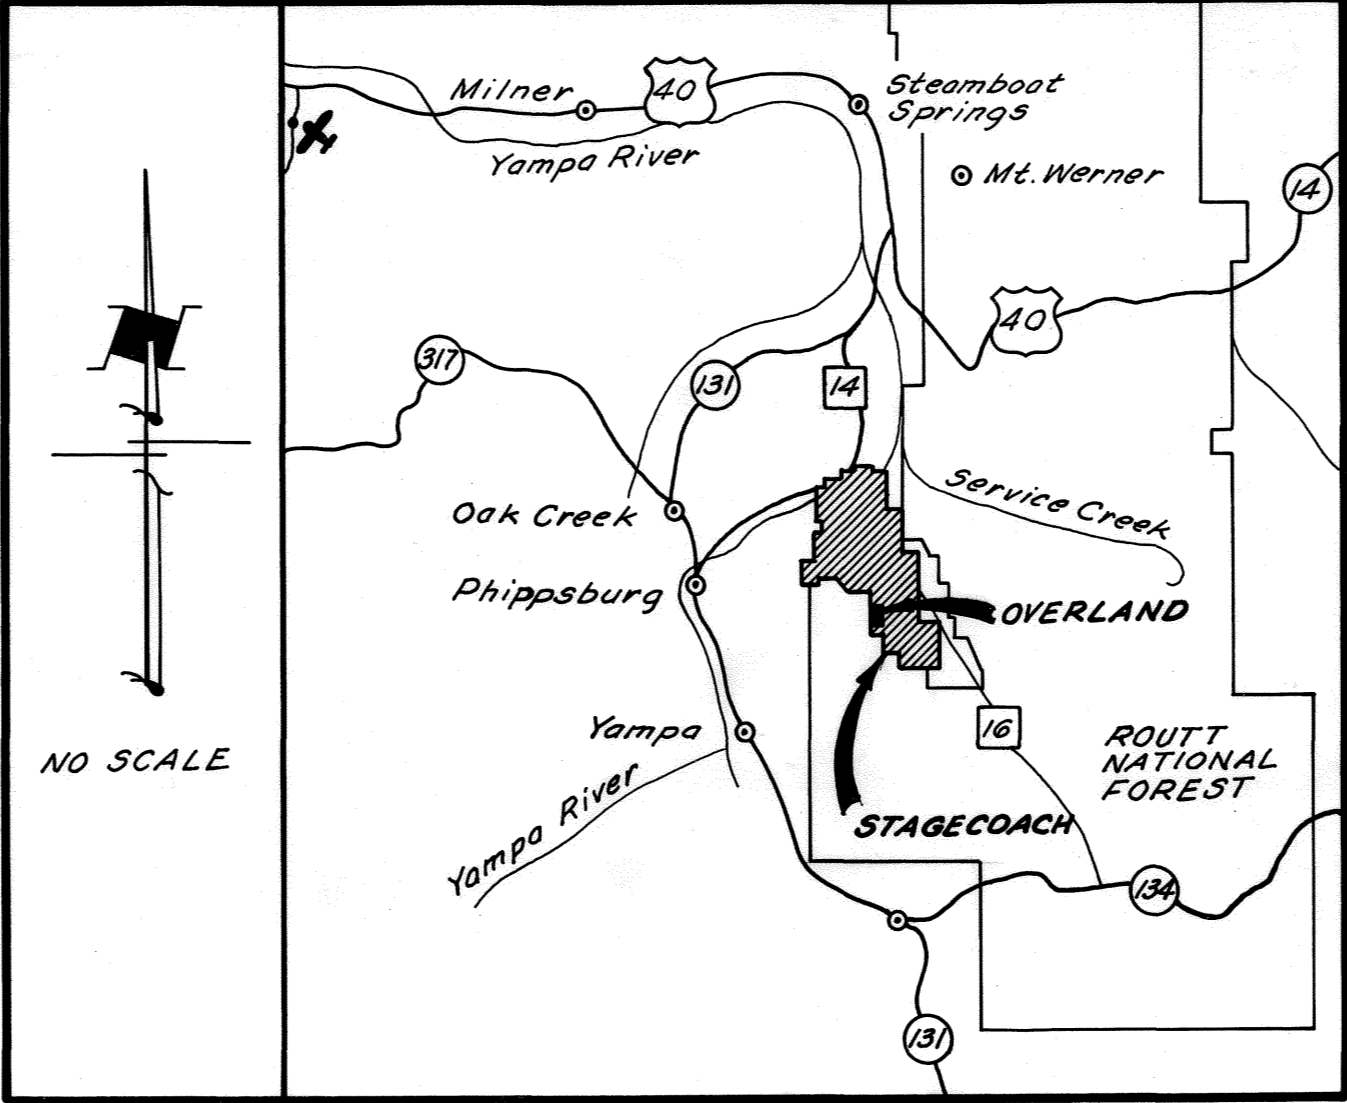 Milner
40
Steamboat
Springs
Yampa River
Mt. Werner
14
40
317
131
14
Oak Creek
Service Creek
Phippsburg
OVERLAND
Yampa
16
ROUTT
NATIONAL
FOREST
NO SCALE
Yampa River
STAGECOACH
134
131